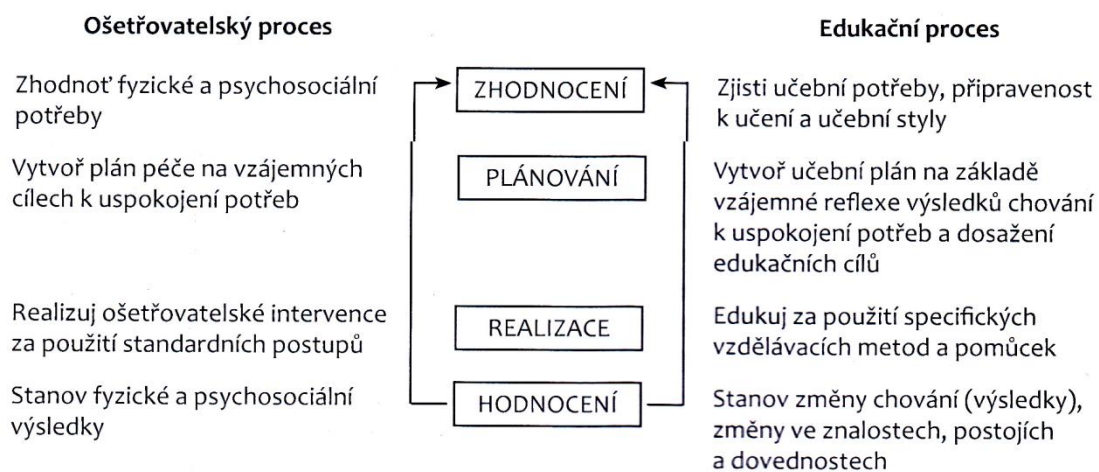 Ošetřovatelský proces
Edukační proces
Zhodnoť fyzické a psychosociální
potřeby
ZHODNOCENÍ
Zjisti učební potřeby, připravenost
k učení a učební styly
Vytvoř plán péče na vzájemných
cílech k uspokojení potřeb
PLÁNOVÁNÍ
Vytvoř učební plán na základě
vzájemné reflexe výsledků chování
k uspokojení potřeb a dosažení
edukačních cílů
Realizuj ošetřovatelské intervence
za použití standardních postupů
REALIZACE
Edukuj za použití specifických
vzdělávacích metod a pomůcek
Stanov fyzické a psychosociální
výsledky
HODNOCENÍ
Stanov změny chování (výsledky),
změny ve znalostech, postojích
a dovednostech